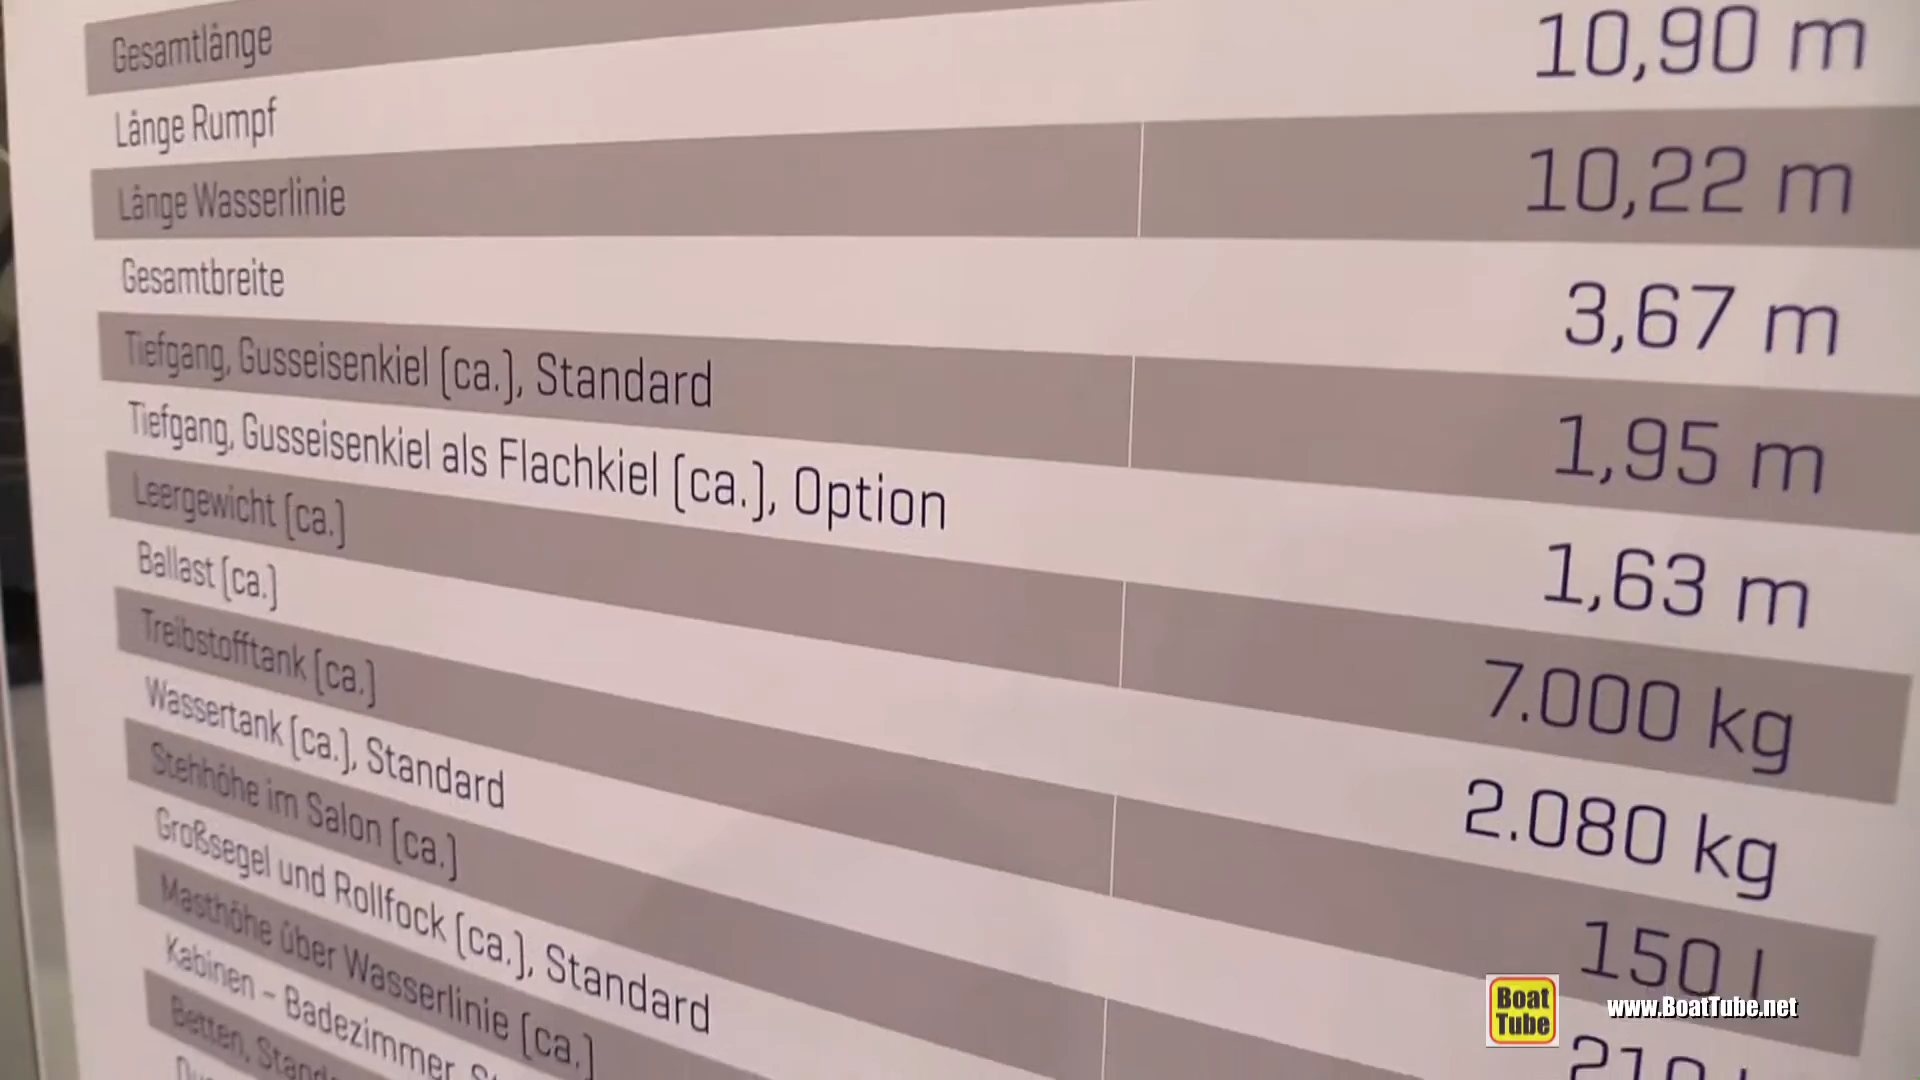 Gesamtlänge
Länge Rumpf 10,90 m
Länge Wasserlinie 10,22 m
Gesamtbreite 3,67 m
Tiefgang, Gusseisenkiel (ca.), Standard 1,95 m
Tiefgang, Gusseisenkiel als Flachkiel (ca.), Option 1,63 m
Leergewicht (ca.) 7.000 kg
Ballast (ca.) 2.080 kg
Treibstofftank (ca.) 150 l
Wassertank (ca.), Standard 210
Stehhöhe im Salon (ca.)
Großsegel und Rollfock (ca.), Standard
Masthöhe über Wasserlinie (ca.)
Kabinen – Badezimmer,
Betten,
Boat
Tube
www.BoatTube.net